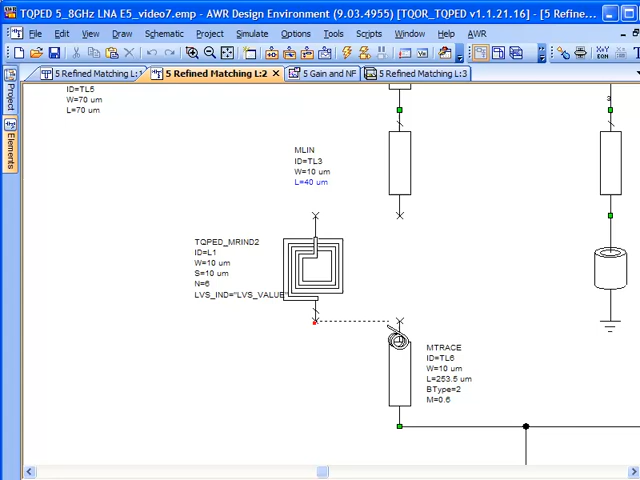 TQPED 5_8GHz LNA E5_video7.emp - AWR Design Environment (9.03.4955) [TQOR_TQPED v1.1.21.16] - [5 Refine
File Edit View Draw Schematic Project Simulate Options Tools Scripts Window Help AWR
5 Refined Matching L:1 5 Refined Matching L:2 5 Gain and NF 5 Refined Matching L:3
Project
Elements
ID=TL5
W=70 um
L=70 um
3
MLIN
ID=TL3
W=10 um
L=40 um
TQPED_MRIND2
ID=L1
W=10 um
S=10 um
N=6
LVS_IND="LVS_VALUE
MTRACE
ID=TL6
W=10 um
L=253.5 um
BType=2
M=0.6